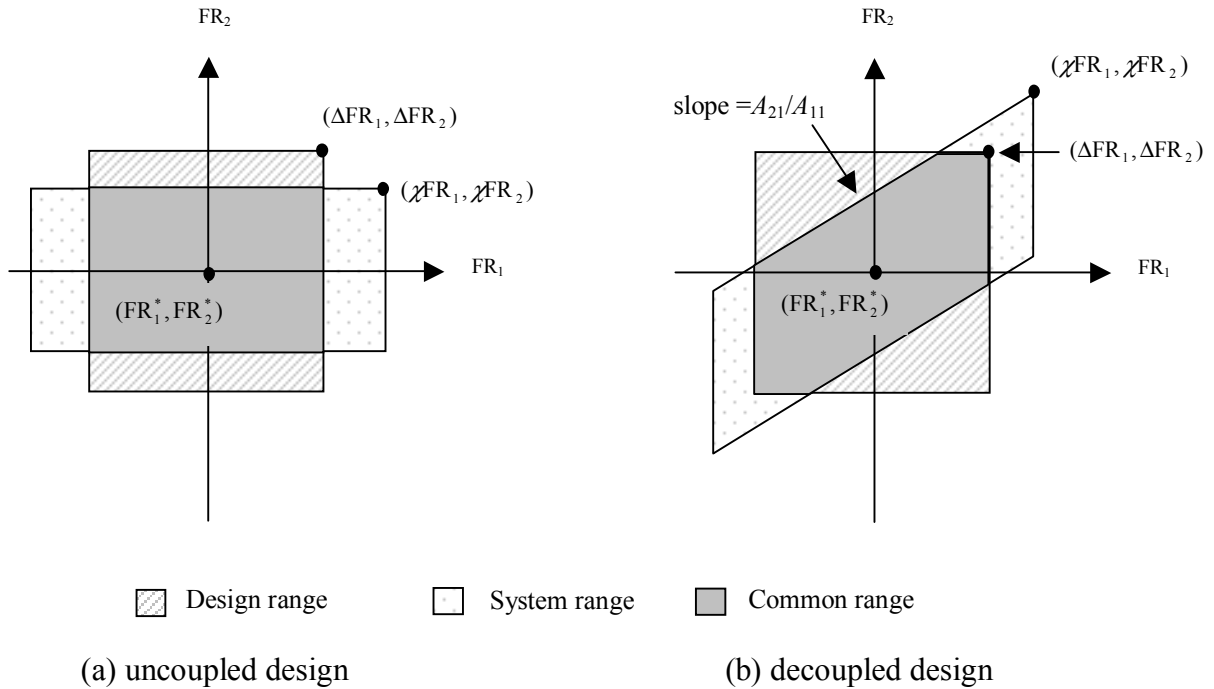 FR₂
(ΔFR₁, ΔFR₂)
(χFR₁, χFR₂)
FR₁
(FR₁*, FR₂*)
FR₂
(χFR₁, χFR₂)
slope =A₂₁/A₁₁
(ΔFR₁, ΔFR₂)
FR₁
(FR₁*, FR₂*)
Design range
System range
Common range
(a) uncoupled design
(b) decoupled design